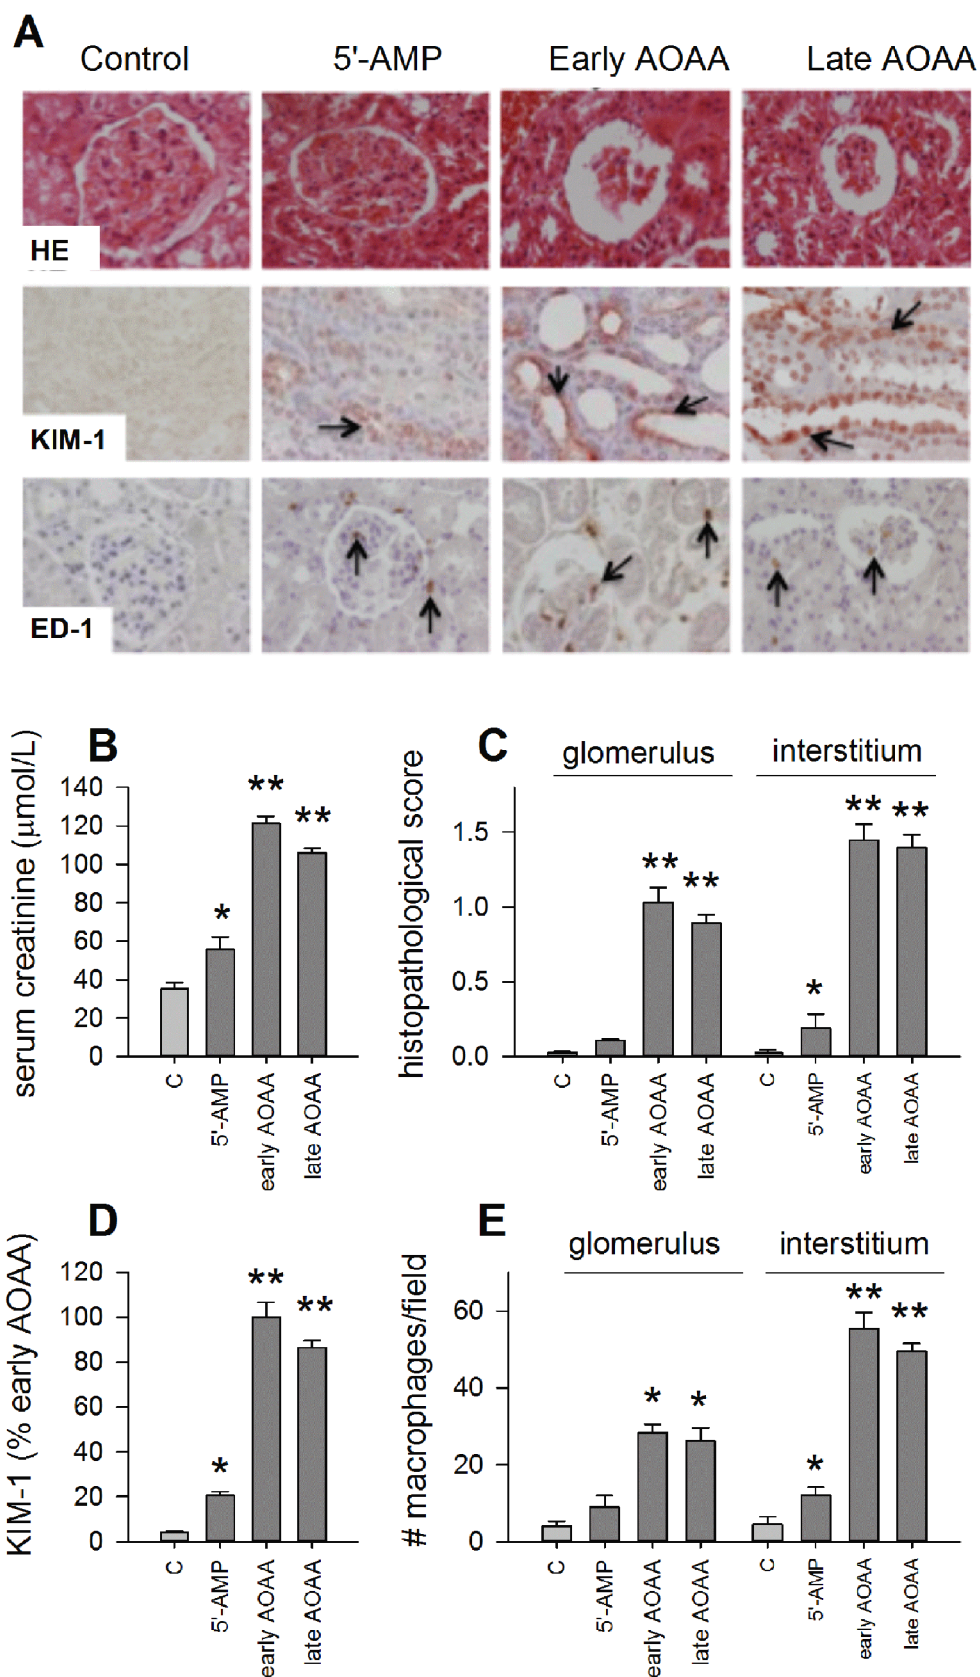 A
Control 5'-AMP Early AOAA Late AOAA
HE
KIM-1
ED-1
B
serum creatinine (μmol/L)
140
120
100
80
60
40
20
0
*
**
**
C
5'-AMP
early AOAA
late AOAA
C
glomerulus interstitium
histopathological score
1.5
1.0
0.5
0.0
**
**
*
**
**
C
5'-AMP
early AOAA
late AOAA
C
5'-AMP
early AOAA
late AOAA
D
KIM-1 (% early AOAA)
120
100
80
60
40
20
0
*
**
**
C
5'-AMP
early AOAA
late AOAA
E
glomerulus interstitium
# macrophages/field
60
40
20
0
*
*
*
**
**
C
5'-AMP
early AOAA
late AOAA
C
5'-AMP
early AOAA
late AOAA